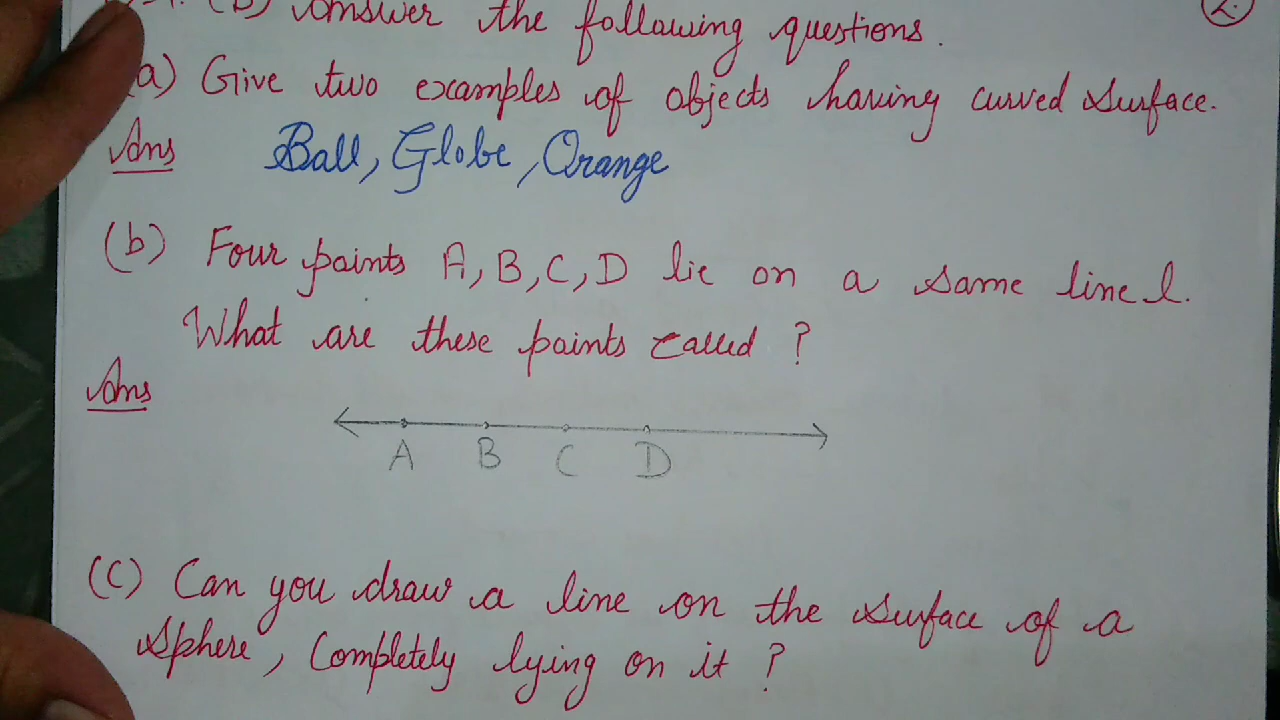 (B) Answer the following questions.
2.
a) Give two examples of objects having curved surface.
Ans Ball, Globe, Orange
(b) Four points A, B, C, D lie on a same line l.
What are these points called ?
Ans
A B C D
(C) Can you draw a line on the surface of a
Sphere, Completely lying on it ?